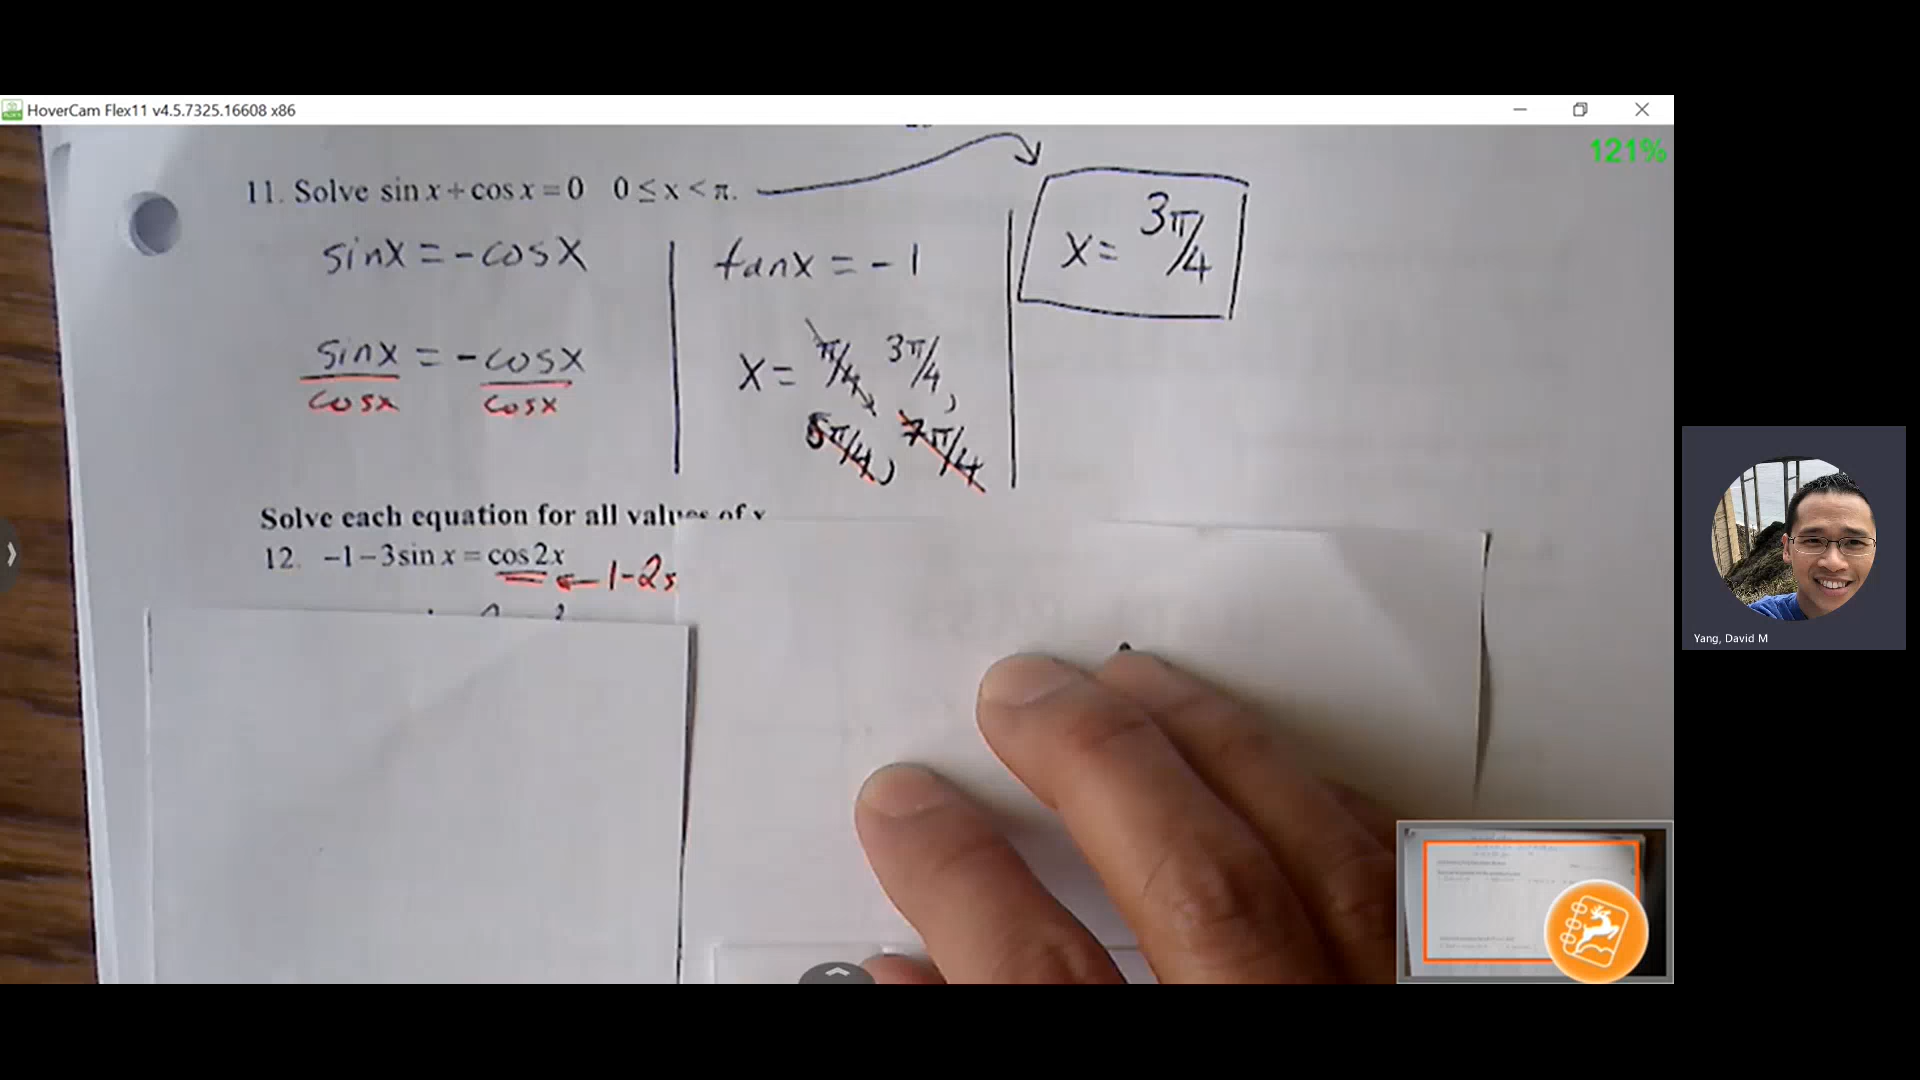 HoverCam Flex11 v4.5.7325.16608 x86
121%
11. Solve sin x + cos x = 0 0 ≤ x < π.
x = 3π/4
sinx = -cosx
tanx = -1
sinx = -cosx
cosx cosx
x = π/4 3π/4,
5π/4, 7π/4
Solve each equation for all values of x
12. −1 − 3 sin x = cos 2x
← 1-2s
Yang, David M